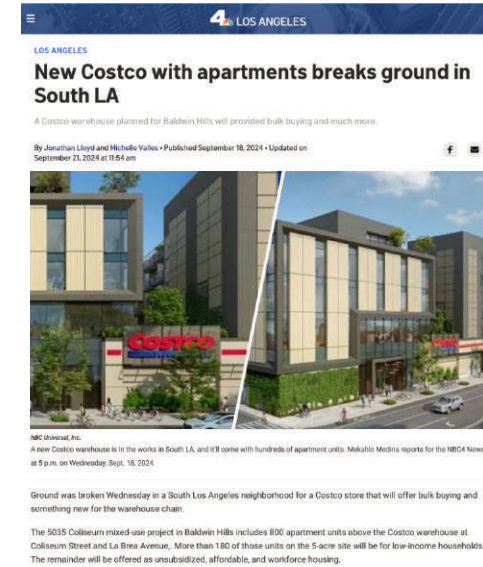 4 LOS ANGELES
LOS ANGELES
New Costco with apartments breaks ground in
South LA
A Costco warehouse planned for Baldwin Hills will provided bulk buying and much more.
By Jonathan Lloyd and Michelle Valles • Published September 18, 2024 • Updated on
September 21, 2024 at 11:54 am
f
COSTCO
COSTCO
NBC Universal, Inc.
A new Costco warehouse is in the works in South LA, and it'll come with hundreds of apartment units. Mekahlo Medina reports for the NBC4 News
at 5 p.m. on Wednesday, Sept. 18, 2024.
Ground was broken Wednesday in a South Los Angeles neighborhood for a Costco store that will offer bulk buying and
something new for the warehouse chain.
The 5035 Coliseum mixed-use project in Baldwin Hills includes 800 apartment units above the Costco warehouse at
Coliseum Street and La Brea Avenue,. More than 180 of those units on the 5-acre site will be for low-income households.
The remainder will be offered as unsubsidized, affordable, and workforce housing.